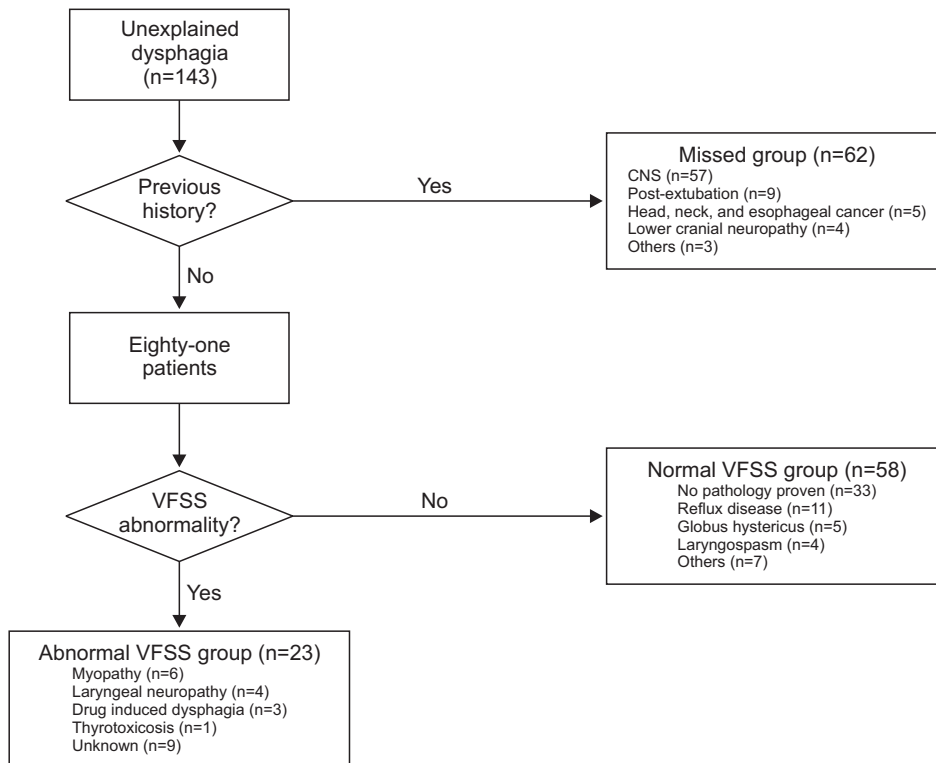 Unexplained
dysphagia
(n=143)
Previous
history?
Yes
Missed group (n=62)
CNS (n=57)
Post-extubation (n=9)
Head, neck, and esophageal cancer (n=5)
Lower cranial neuropathy (n=4)
Others (n=3)
No
Eighty-one
patients
VFSS
abnormality?
No
Normal VFSS group (n=58)
No pathology proven (n=33)
Reflux disease (n=11)
Globus hystericus (n=5)
Laryngospasm (n=4)
Others (n=7)
Yes
Abnormal VFSS group (n=23)
Myopathy (n=6)
Laryngeal neuropathy (n=4)
Drug induced dysphagia (n=3)
Thyrotoxicosis (n=1)
Unknown (n=9)